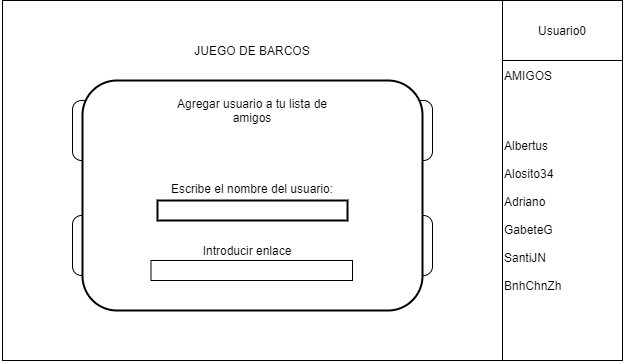 JUEGO DE BARCOS
Agregar usuario a tu lista de
amigos
Escribe el nombre del usuario:
Introducir enlace
Usuario0
AMIGOS
Albertus
Alosito34
Adriano
GabeteG
SantiJN
BnhChnZh